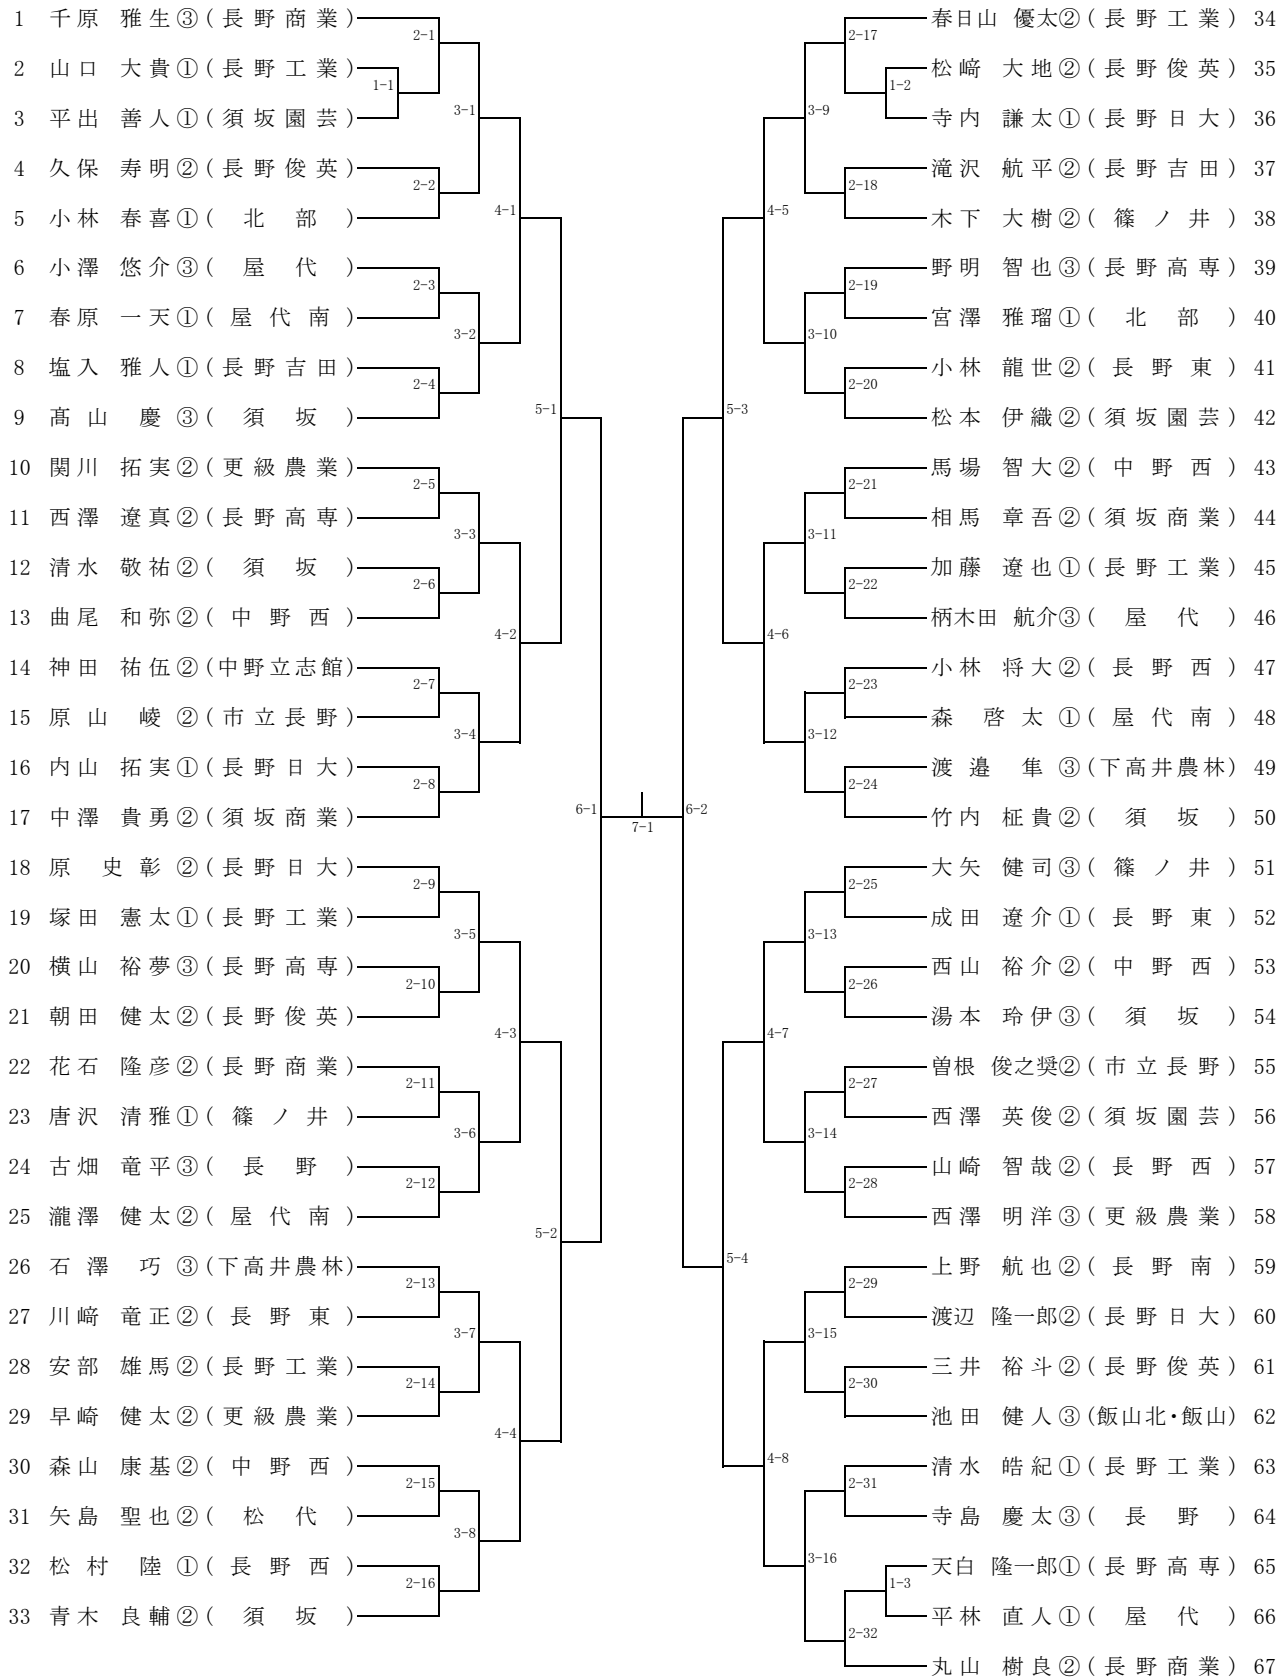 1 千原 雅生③(長野商業)
2 山口 大貴①(長野工業)
3 平出 善人①(須坂園芸)
4 久保 寿明②(長野俊英)
5 小林 春喜①(北部)
6 小澤 悠介③(屋代)
7 春原 一天①(屋代南)
8 塩入 雅人①(長野吉田)
9 髙山 慶③(須坂)
10 関川 拓実②(更級農業)
11 西澤 遼真②(長野高専)
12 清水 敬祐②(須坂)
13 曲尾 和弥②(中野西)
14 神田 祐伍②(中野立志館)
15 原山 崚②(市立長野)
16 内山 拓実①(長野日大)
17 中澤 貴勇②(須坂商業)
18 原 史彰②(長野日大)
19 塚田 憲太①(長野工業)
20 横山 裕夢③(長野高専)
21 朝田 健太②(長野俊英)
22 花石 隆彦②(長野商業)
23 唐沢 清雅①(篠ノ井)
24 古畑 竜平③(長野)
25 瀧澤 健太②(屋代南)
26 石澤 巧③(下高井農林)
27 川﨑 竜正②(長野東)
28 安部 雄馬②(長野工業)
29 早崎 健太②(更級農業)
30 森山 康基②(中野西)
31 矢島 聖也②(松代)
32 松村 陸①(長野西)
33 青木 良輔②(須坂)
1-1
2-1
2-2
2-3
2-4
2-5
2-6
2-7
2-8
2-9
2-10
2-11
2-12
2-13
2-14
2-15
2-16
3-1
3-2
3-3
3-4
3-5
3-6
3-7
3-8
4-1
4-2
4-3
4-4
5-1
5-2
6-1
7-1
6-2
5-3
5-4
4-5
4-6
4-7
4-8
3-9
3-10
3-11
3-12
3-13
3-14
3-15
3-16
2-17
2-18
2-19
2-20
2-21
2-22
2-23
2-24
2-25
2-26
2-27
2-28
2-29
2-30
2-31
2-32
1-2
1-3
春日山 優太②(長野工業) 34
松﨑 大地②(長野俊英) 35
寺内 謙太①(長野日大) 36
滝沢 航平②(長野吉田) 37
木下 大樹②(篠ノ井) 38
野明 智也③(長野高専) 39
宮澤 雅瑠①(北部) 40
小林 龍世②(長野東) 41
松本 伊織②(須坂園芸) 42
馬場 智大②(中野西) 43
相馬 章吾②(須坂商業) 44
加藤 遼也①(長野工業) 45
柄木田 航介③(屋代) 46
小林 将大②(長野西) 47
森 啓太①(屋代南) 48
渡邉 隼③(下高井農林) 49
竹内 柾貴②(須坂) 50
大矢 健司③(篠ノ井) 51
成田 遼介①(長野東) 52
西山 裕介②(中野西) 53
湯本 玲伊③(須坂) 54
曽根 俊之奨②(市立長野) 55
西澤 英俊②(須坂園芸) 56
山崎 智哉②(長野西) 57
西澤 明洋③(更級農業) 58
上野 航也②(長野南) 59
渡辺 隆一郎②(長野日大) 60
三井 裕斗②(長野俊英) 61
池田 健人③(飯山北・飯山) 62
清水 皓紀①(長野工業) 63
寺島 慶太③(長野) 64
天白 隆一郎①(長野高専) 65
平林 直人①(屋代) 66
丸山 樹良②(長野商業) 67